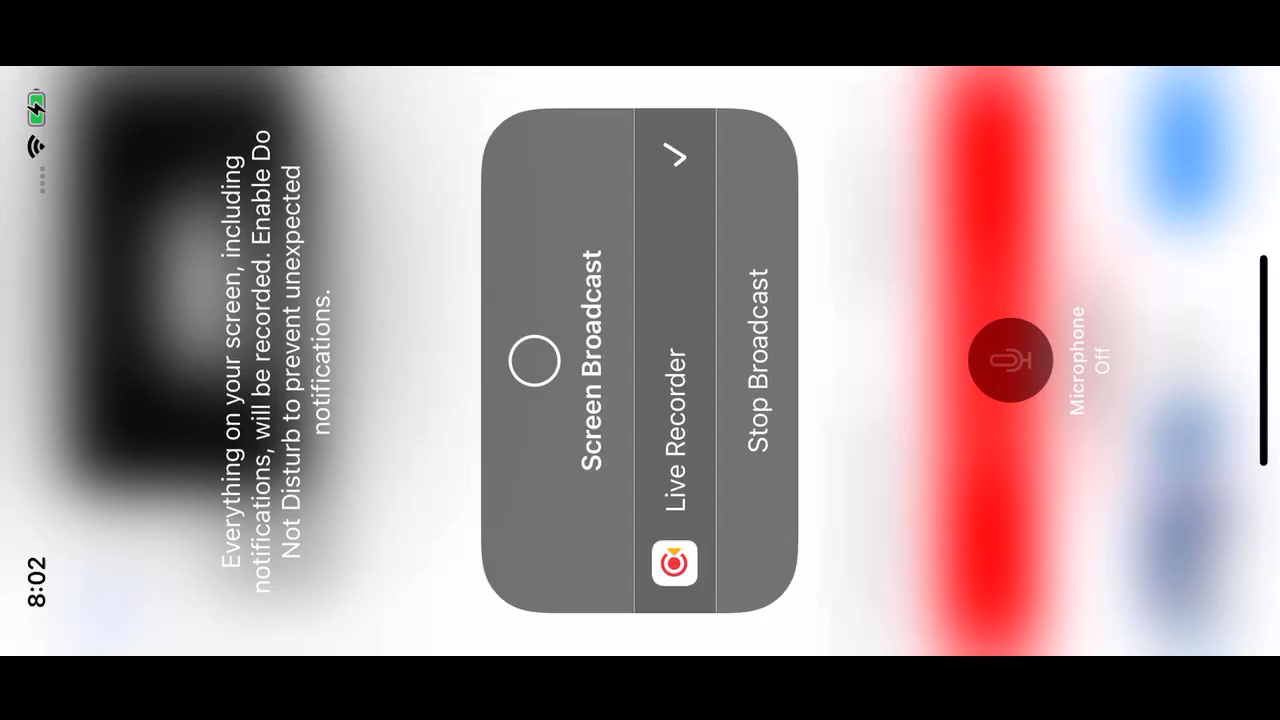 8:02
Everything on your screen, including
notifications, will be recorded. Enable Do
Not Disturb to prevent unexpected
notifications.
Screen Broadcast
Live Recorder
Stop Broadcast
Microphone
Off